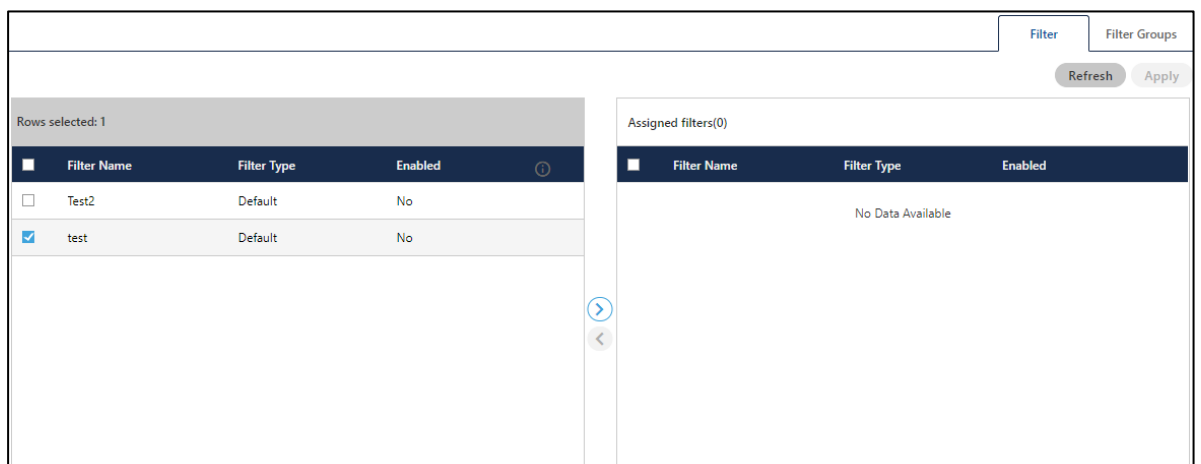 Filter Filter Groups
Refresh Apply
Rows selected: 1
Filter Name Filter Type Enabled
Test2 Default No
test Default No
Assigned filters(0)
Filter Name Filter Type Enabled
No Data Available